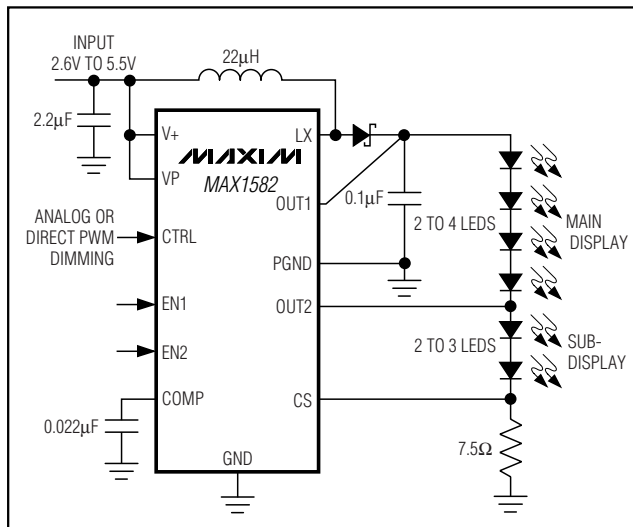 INPUT
2.6V TO 5.5V
22μH
2.2μF
V+
LX
MAXIM
MAX1582
VP
OUT1
0.1μF
2 TO 4 LEDS
MAIN
DISPLAY
ANALOG OR
DIRECT PWM
DIMMING
CTRL
PGND
EN1
OUT2
EN2
2 TO 3 LEDS
SUB-
DISPLAY
COMP
CS
0.022μF
7.5Ω
GND